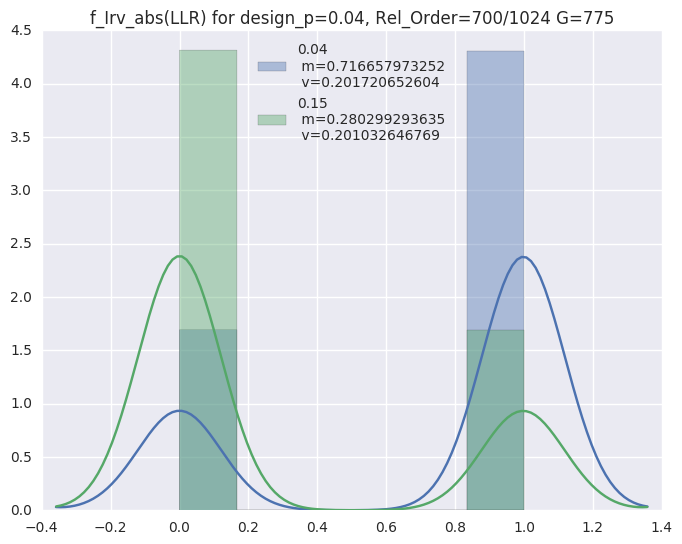 f_Irv_abs(LLR) for design_p=0.04, Rel_Order=700/1024 G=775
4.5
4.0
3.5
3.0
2.5
2.0
1.5
1.0
0.5
0.0
0.04
m=0.716657973252
v=0.201720652604
0.15
m=0.280299293635
v=0.201032646769
−0.4 −0.2 0.0 0.2 0.4 0.6 0.8 1.0 1.2 1.4